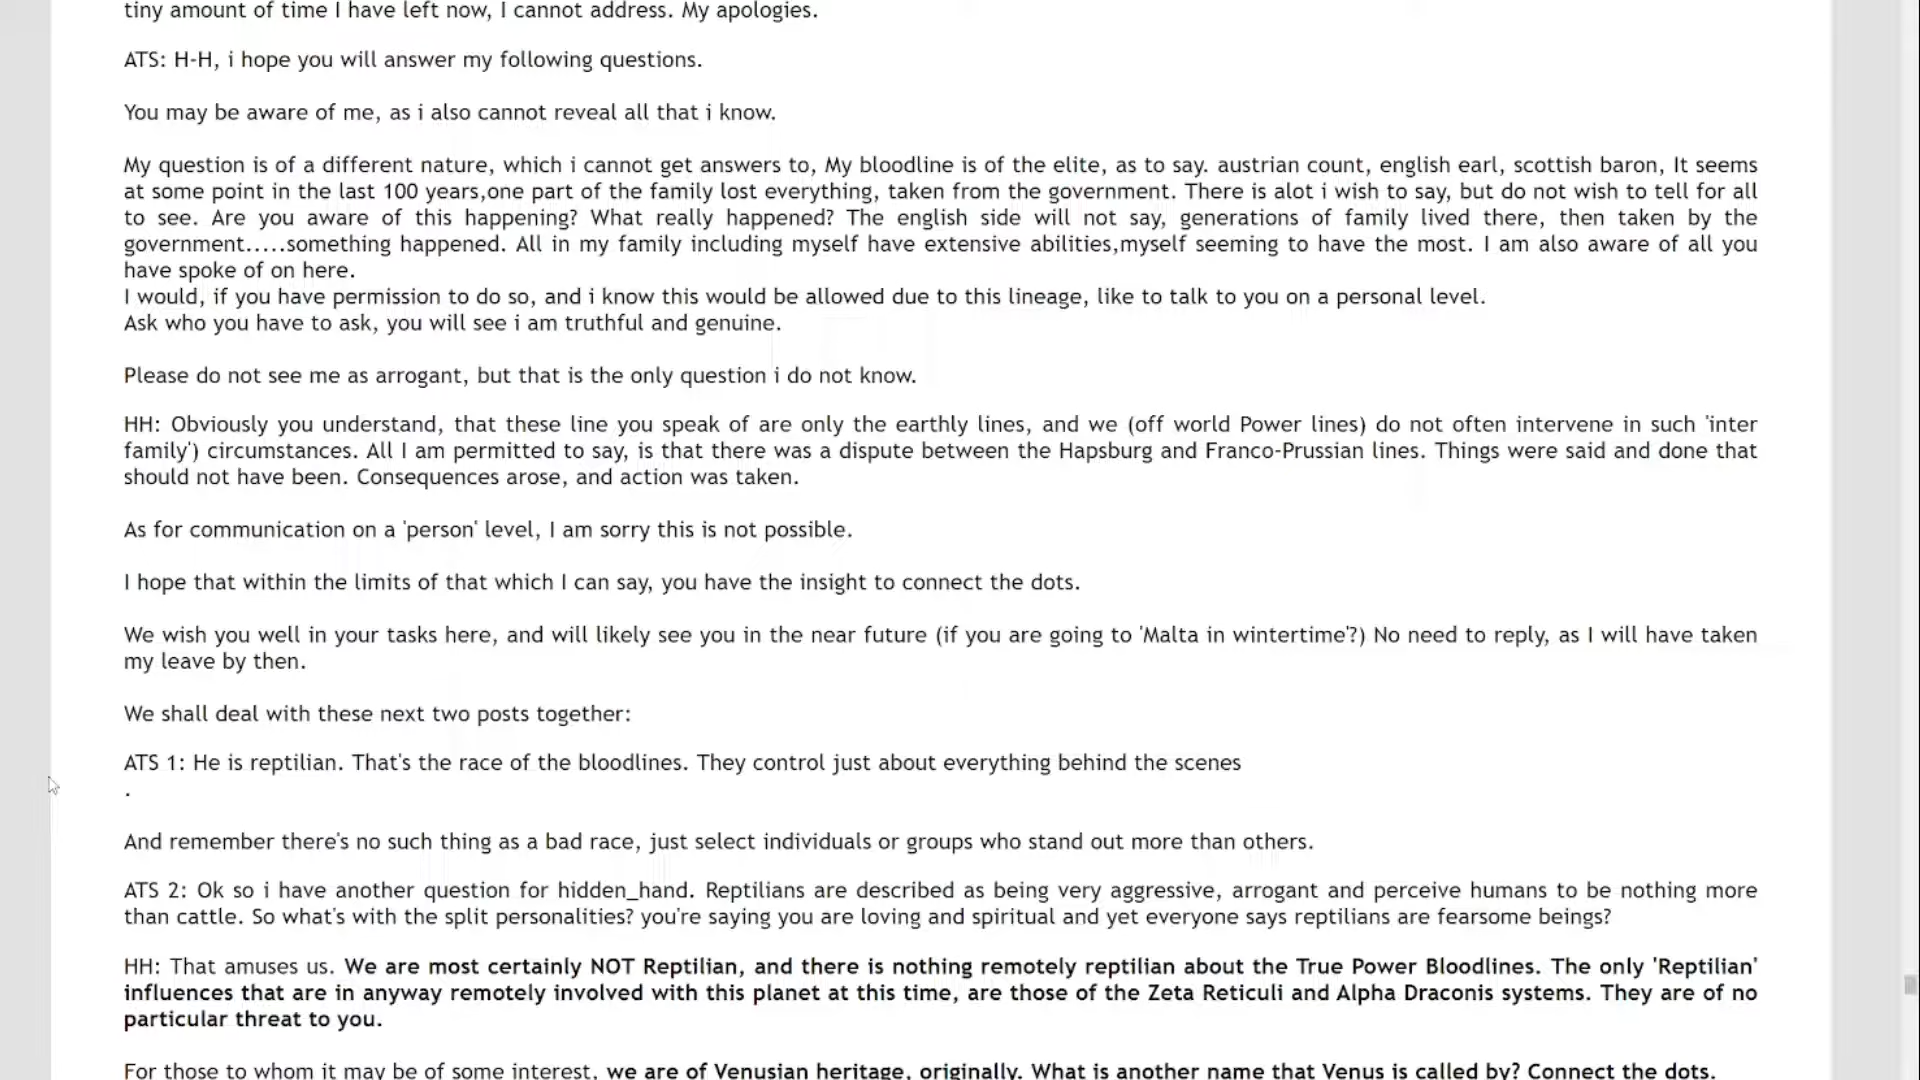 tiny amount of time I have left now, I cannot address. My apologies.
ATS: H-H, i hope you will answer my following questions.
You may be aware of me, as i also cannot reveal all that i know.
My question is of a different nature, which i cannot get answers to, My bloodline is of the elite, as to say. austrian count, english earl, scottish baron, It seems
at some point in the last 100 years,one part of the family lost everything, taken from the government. There is alot i wish to say, but do not wish to tell for all
to see. Are you aware of this happening? What really happened? The english side will not say, generations of family lived there, then taken by the
government.....something happened. All in my family including myself have extensive abilities,myself seeming to have the most. I am also aware of all you
have spoke of on here.
I would, if you have permission to do so, and i know this would be allowed due to this lineage, like to talk to you on a personal level.
Ask who you have to ask, you will see i am truthful and genuine.
Please do not see me as arrogant, but that is the only question i do not know.
HH: Obviously you understand, that these line you speak of are only the earthly lines, and we (off world Power lines) do not often intervene in such 'inter
family') circumstances. All I am permitted to say, is that there was a dispute between the Hapsburg and Franco-Prussian lines. Things were said and done that
should not have been. Consequences arose, and action was taken.
As for communication on a 'person' level, I am sorry this is not possible.
I hope that within the limits of that which I can say, you have the insight to connect the dots.
We wish you well in your tasks here, and will likely see you in the near future (if you are going to 'Malta in wintertime'?) No need to reply, as I will have taken
my leave by then.
We shall deal with these next two posts together:
ATS 1: He is reptilian. That's the race of the bloodlines. They control just about everything behind the scenes
.
And remember there's no such thing as a bad race, just select individuals or groups who stand out more than others.
ATS 2: Ok so i have another question for hidden_hand. Reptilians are described as being very aggressive, arrogant and perceive humans to be nothing more
than cattle. So what's with the split personalities? you're saying you are loving and spiritual and yet everyone says reptilians are fearsome beings?
HH: That amuses us. We are most certainly NOT Reptilian, and there is nothing remotely reptilian about the True Power Bloodlines. The only 'Reptilian'
influences that are in anyway remotely involved with this planet at this time, are those of the Zeta Reticuli and Alpha Draconis systems. They are of no
particular threat to you.
For those to whom it may be of some interest, we are of Venusian heritage, originally. What is another name that Venus is called by? Connect the dots.